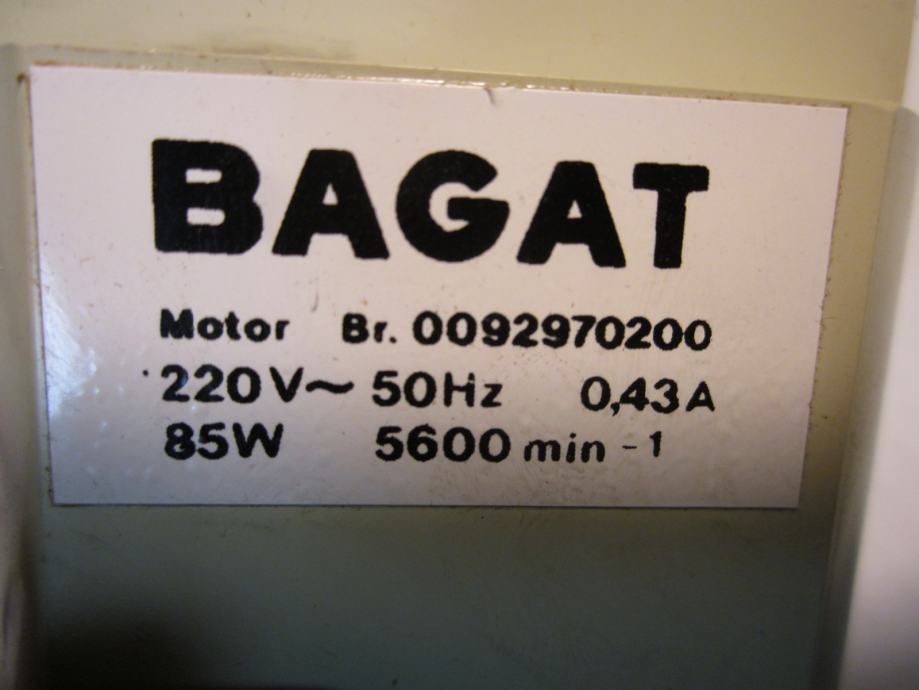 BAGAT
Motor Br. 0092970200
220V~ 50Hz 0,43A
85W 5600 min -1